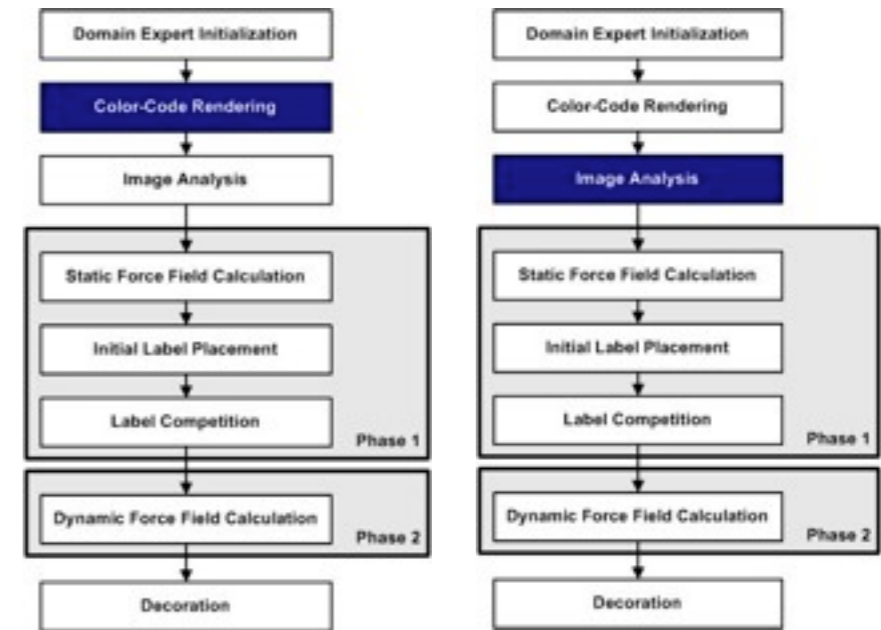 Domain Expert Initialization
Color-Code Rendering
Image Analysis
Static Force Field Calculation
Initial Label Placement
Label Competition
Phase 1
Dynamic Force Field Calculation
Phase 2
Decoration
Domain Expert Initialization
Color-Code Rendering
Image Analysis
Static Force Field Calculation
Initial Label Placement
Label Competition
Phase 1
Dynamic Force Field Calculation
Phase 2
Decoration